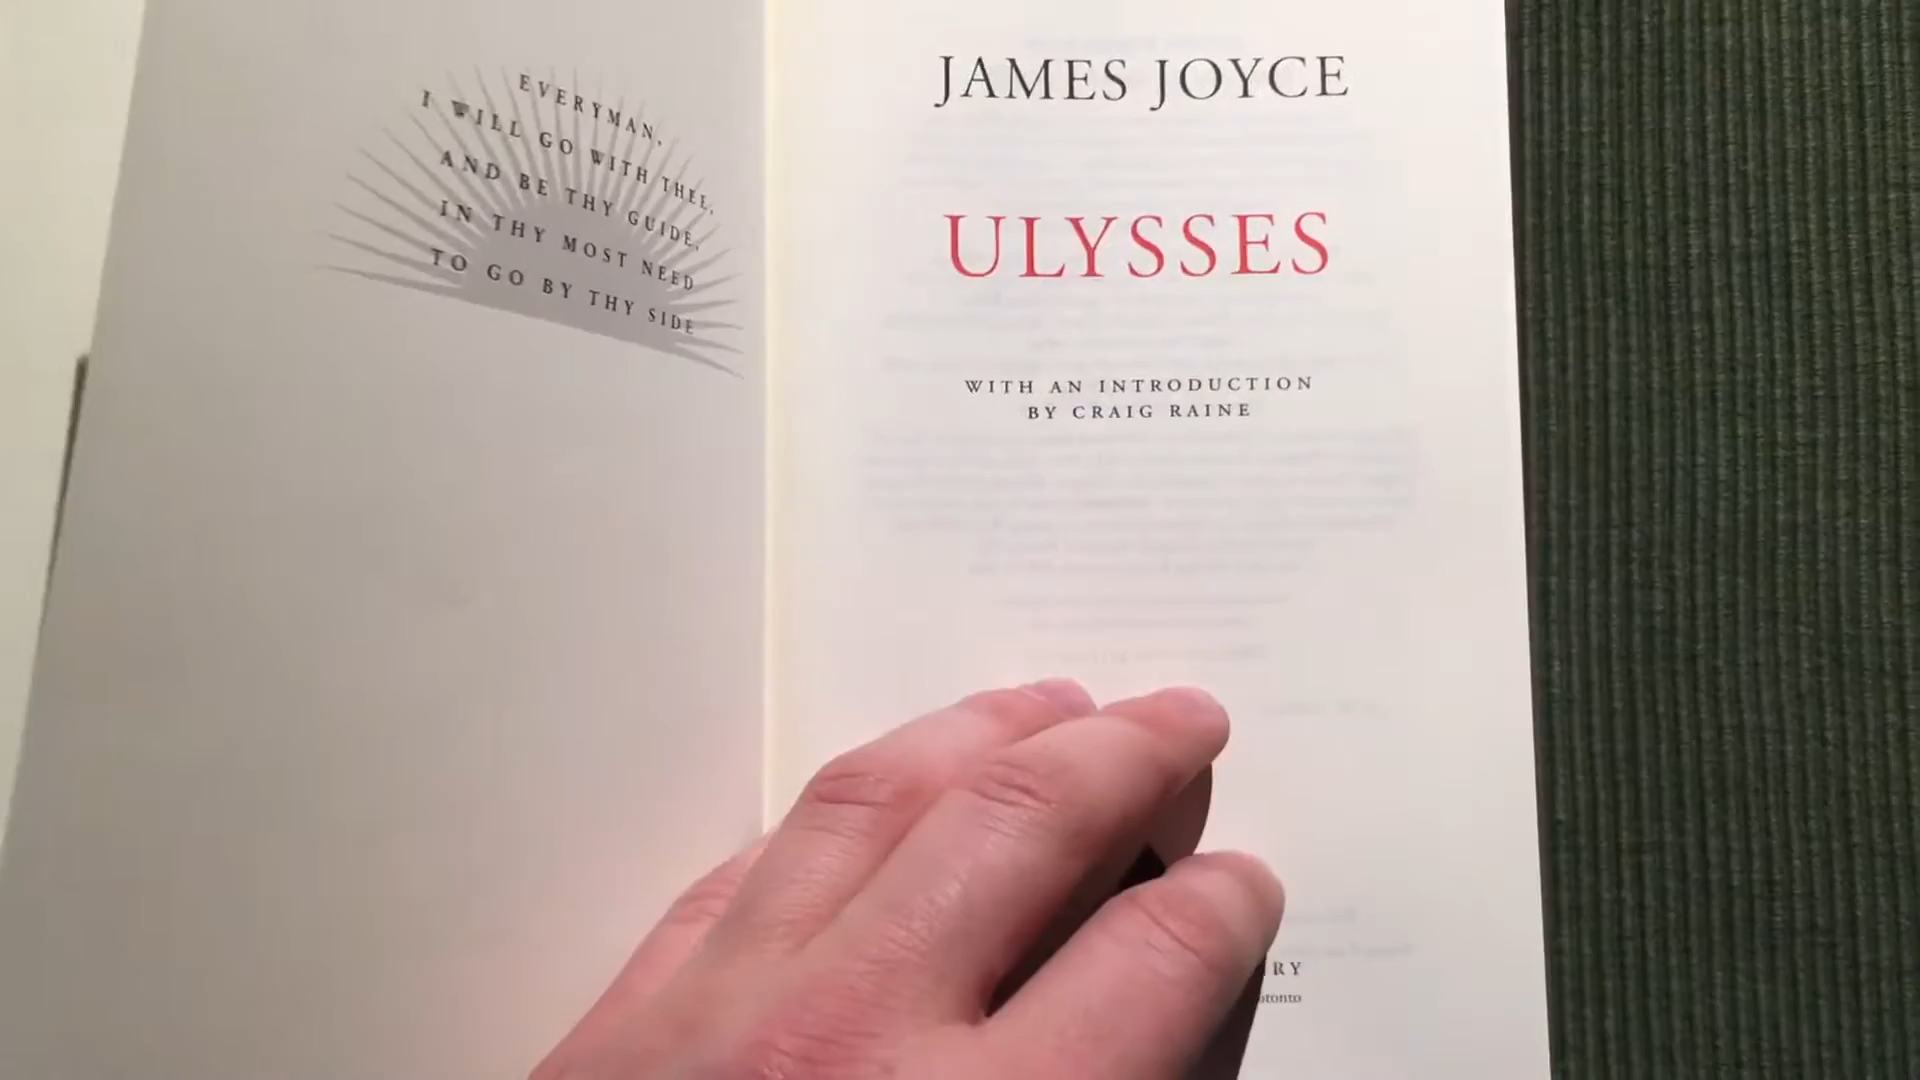 EVERYMAN,
I WILL GO WITH THEE,
AND BE THY GUIDE,
IN THY MOST NEED
TO GO BY THY SIDE
JAMES JOYCE
ULYSSES
WITH AN INTRODUCTION
BY CRAIG RAINE